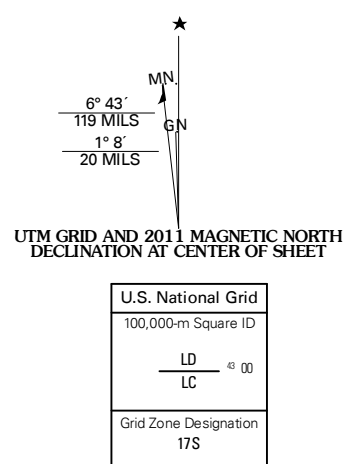 ★
MN.
6° 43´
119 MILS
GN
1° 8´
20 MILS
UTM GRID AND 2011 MAGNETIC NORTH
DECLINATION AT CENTER OF SHEET
U.S. National Grid
100,000-m Square ID
LD
43 00
LC
Grid Zone Designation
17S